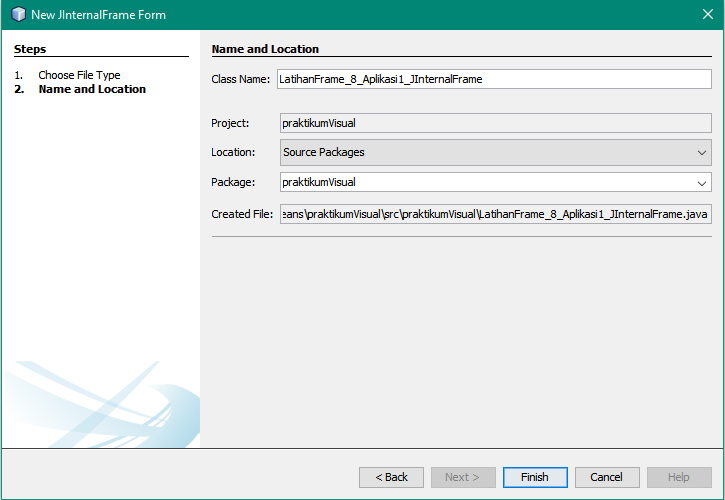 New JInternalFrame Form
Steps
1. Choose File Type
2. Name and Location
Name and Location
Class Name: LatihanFrame_8_Aplikasi1_JInternalFrame
Project: praktikumVisual
Location: Source Packages
Package: praktikumVisual
Created File: :eans\praktikumVisual\src\praktikumVisual\LatihanFrame_8_Aplikasi1_JInternalFrame.java
< Back Next > Finish Cancel Help